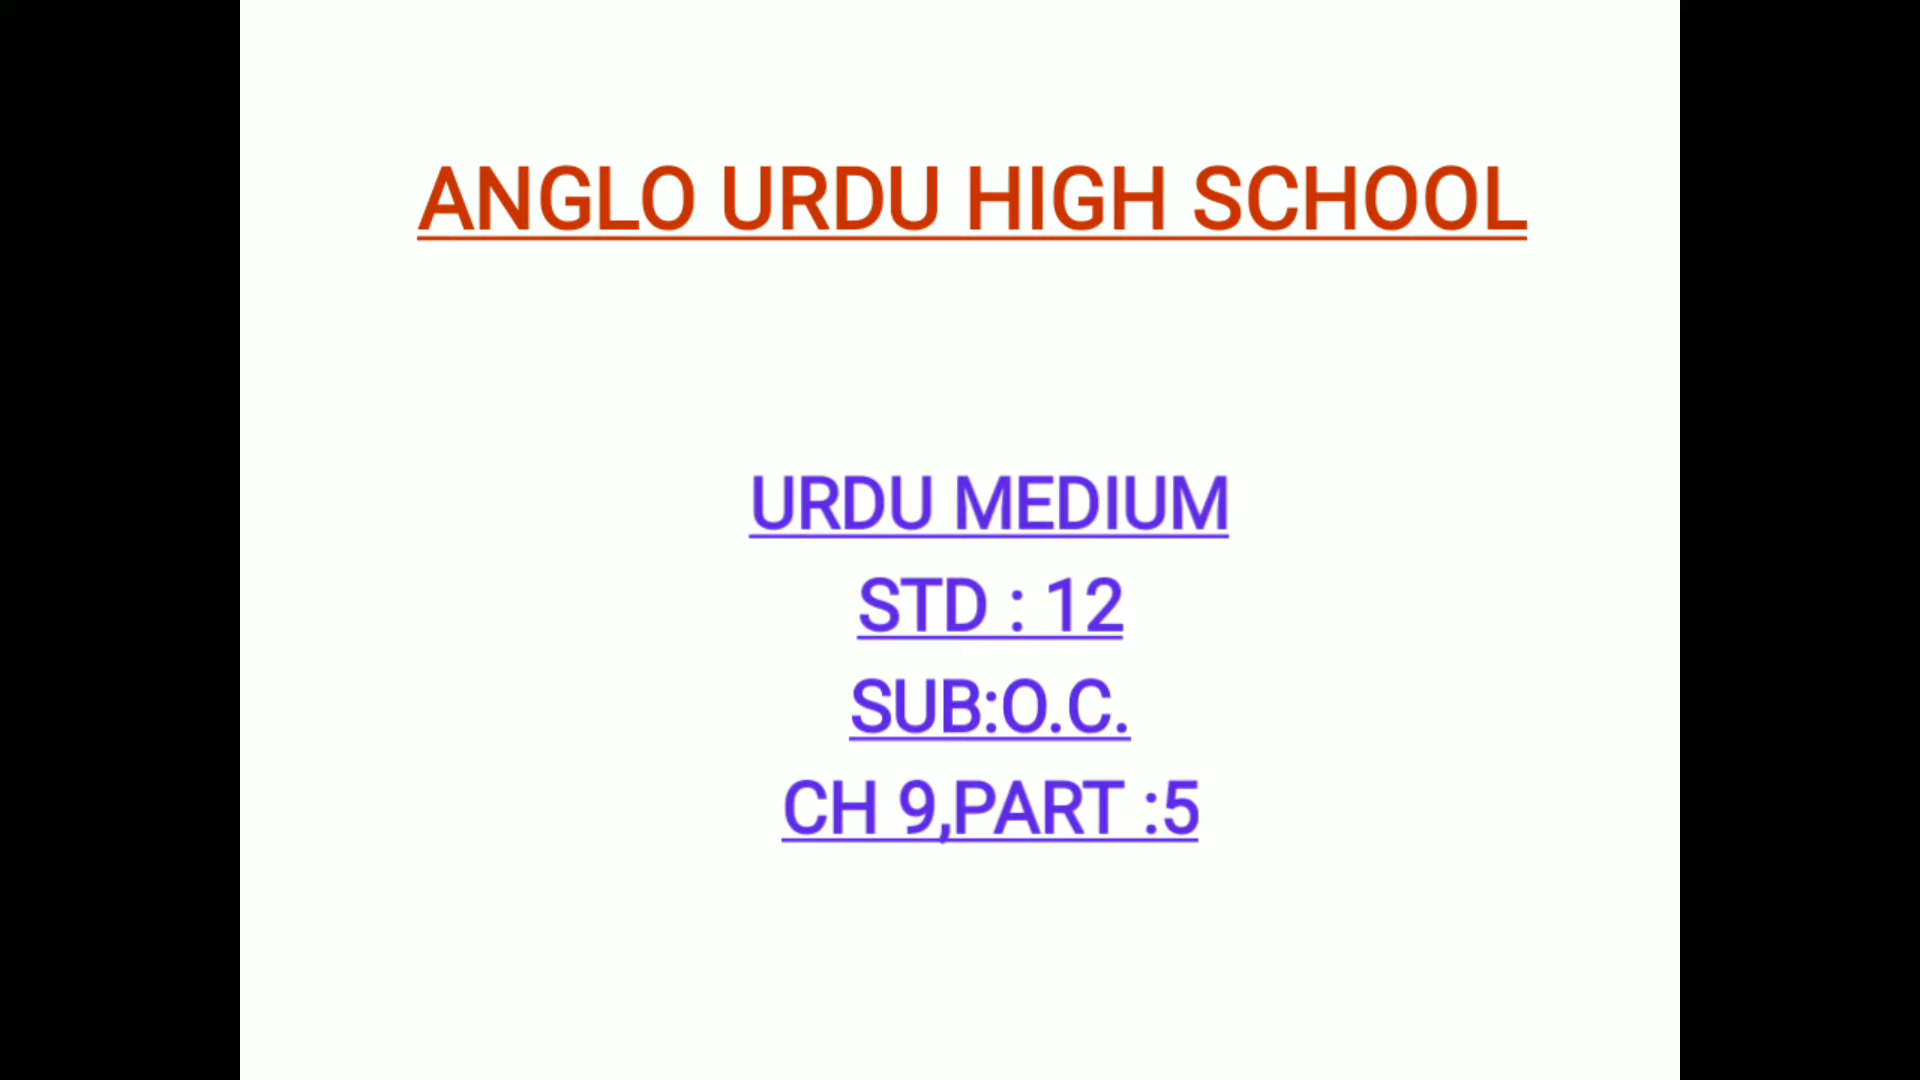 ANGLO URDU HIGH SCHOOL
URDU MEDIUM
STD : 12
SUB:O.C.
CH 9,PART :5